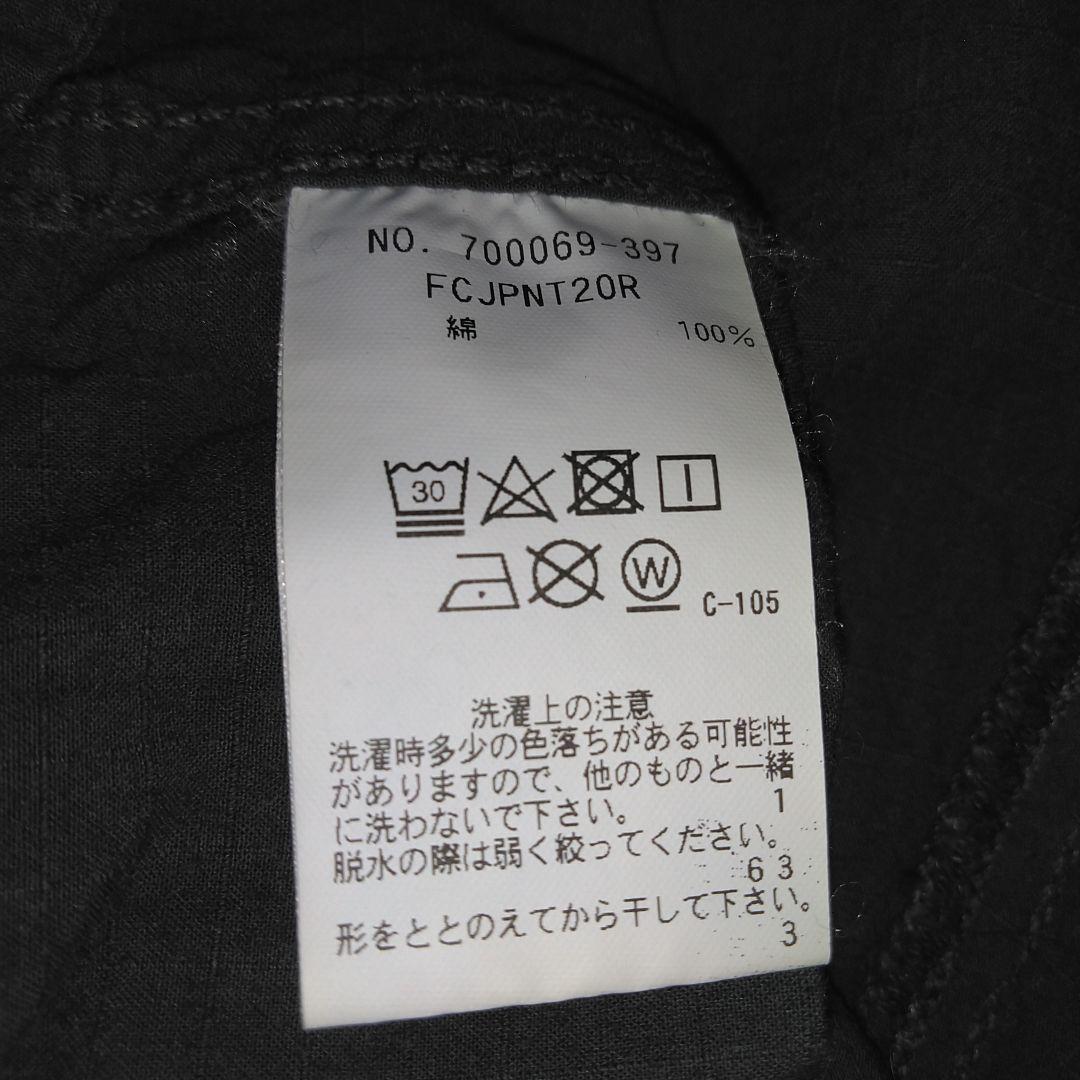 NO. 700069-397
FCJPNT20R
綿 100%
30
W C-105
洗濯上の注意
洗濯時多少の色落ちがある可能性
がありますので、他のものと一緒
に洗わないで下さい。 1
脱水の際は弱く絞ってください。
6 3
形をととのえてから干して下さい。
3